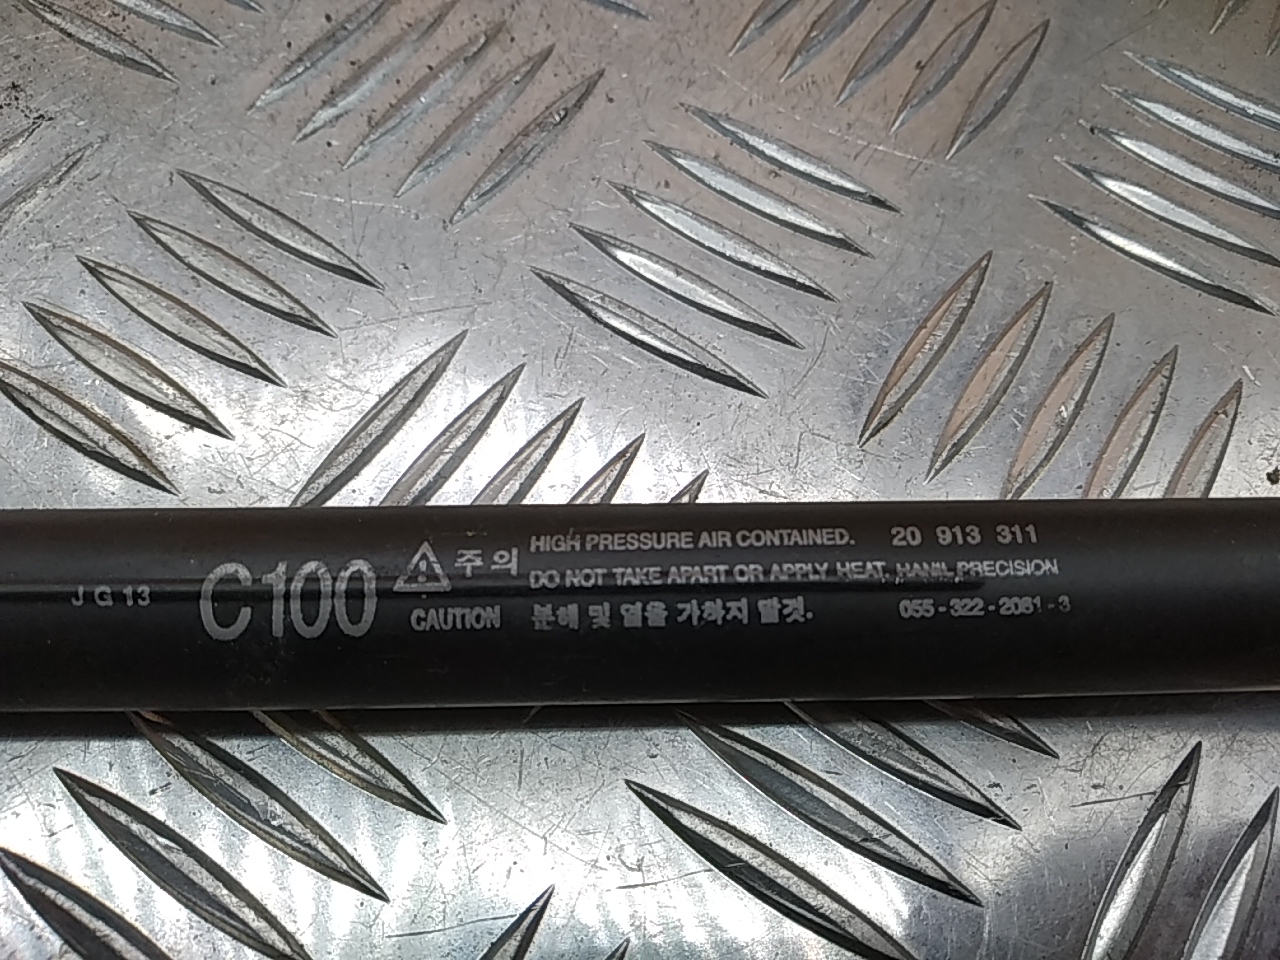 JG13
C100
주의
CAUTION
HIGH PRESSURE AIR CONTAINED.
DO NOT TAKE APART OR APPLY HEAT.
분해 및 열을 가하지 말것.
20 913 311
HANIL PRECISION
055-322-2081-3